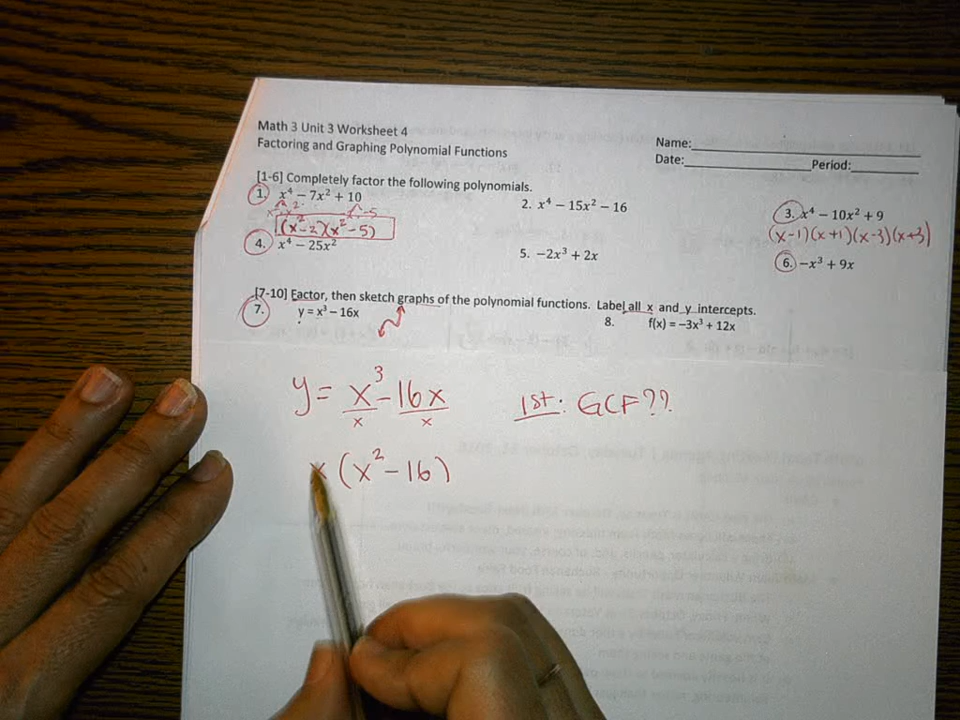 Math 3 Unit 3 Worksheet 4
Factoring and Graphing Polynomial Functions
Name:
Date: Period:
[1-6] Completely factor the following polynomials.
1. x⁴ − 7x² + 10
2. x⁴ − 15x² − 16
3. x⁴ − 10x² + 9
(x²-2)(x²-5)
(x-1)(x+1)(x-3)(x+3)
4. x⁴ − 25x²
5. −2x³ + 2x
6. −x³ + 9x
[7-10] Factor, then sketch graphs of the polynomial functions. Label all x and y intercepts.
7. y = x³ − 16x
8. f(x) = −3x³ + 12x
y = x³ - 16x
x x
1st: GCF??
x (x² - 16)